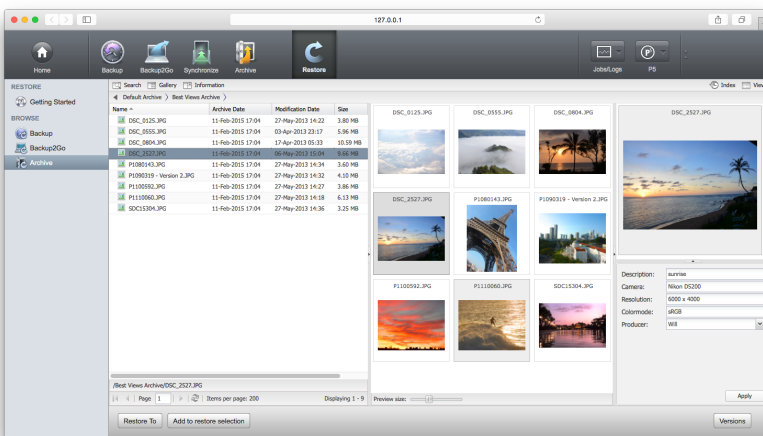 127.0.0.1
Home
Backup
Backup2Go
Synchronize
Archive
Restore
Jobs/Logs
P5
RESTORE
Getting Started
BROWSE
Backup
Backup2Go
Archive
Search Gallery Information
Index View
Default Archive > Best Views Archive >
Name Archive Date Modification Date Size
DSC_0125.JPG 11-Feb-2015 17:04 27-May-2013 14:22 3.80 MB
DSC_0555.JPG 11-Feb-2015 17:04 03-Apr-2013 23:17 5.96 MB
DSC_0804.JPG 11-Feb-2015 17:04 17-Apr-2013 05:33 10.59 MB
DSC_2527.JPG 11-Feb-2015 17:04 06-May-2013 15:04 9.66 MB
P1080143.JPG 11-Feb-2015 17:04 27-May-2013 14:34 3.60 MB
P1090319 - Version 2.JPG 11-Feb-2015 17:04 27-May-2013 14:32 4.10 MB
P1100592.JPG 11-Feb-2015 17:04 27-May-2013 14:27 3.86 MB
P1110060.JPG 11-Feb-2015 17:04 27-May-2013 14:18 6.13 MB
SDC15304.JPG 11-Feb-2015 17:04 27-May-2013 14:36 3.25 MB
/Best Views Archive/DSC_2527.JPG
Page 1 Items per page: 200 Displaying 1 - 9
DSC_0125.JPG
DSC_0555.JPG
DSC_0804.JPG
DSC_2527.JPG
P1080143.JPG
P1090319 - Version 2.JPG
P1100592.JPG
P1110060.JPG
SDC15304.JPG
Preview size:
DSC_2527.JPG
Description: sunrise
Camera: Nikon D5200
Resolution: 6000 x 4000
Colormode: sRGB
Producer: Will
Apply
Restore To
Add to restore selection
Versions